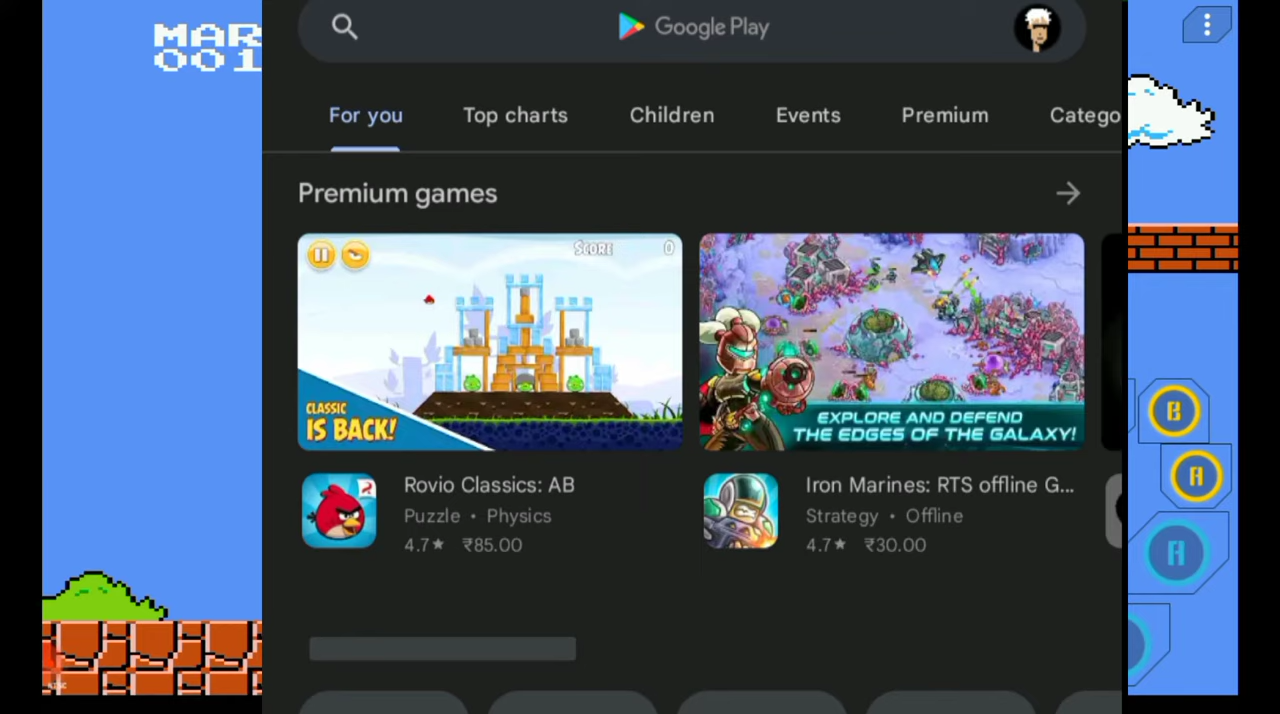 MAR
001
Google Play
For you
Top charts
Children
Events
Premium
Catego
Premium games
SCORE 0
CLASSIC
IS BACK!
EXPLORE AND DEFEND
THE EDGES OF THE GALAXY!
Rovio Classics: AB
Puzzle • Physics
4.7★ ₹85.00
Iron Marines: RTS offline G...
Strategy • Offline
4.7★ ₹30.00
B
A
A